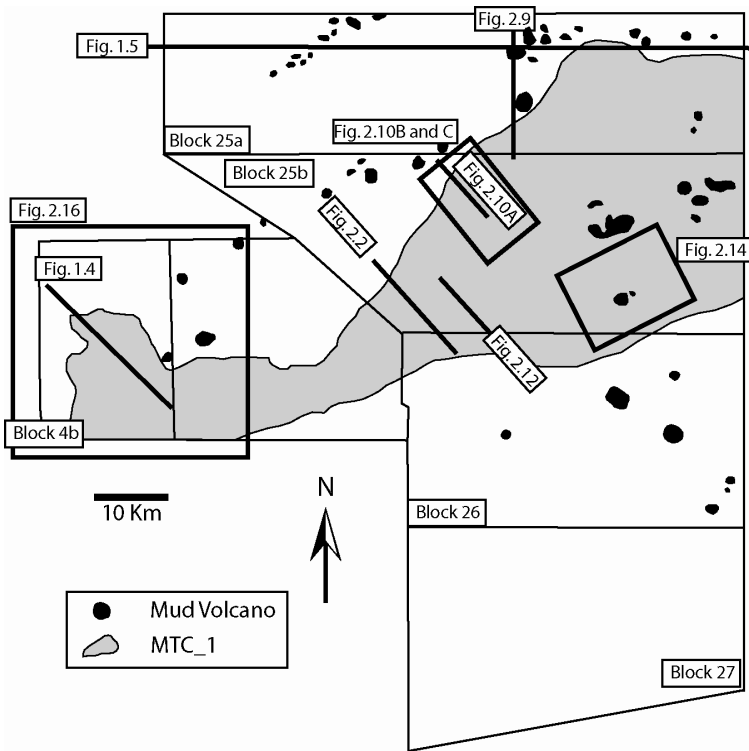 Fig. 2.9
Fig. 1.5
Fig. 2.10B and C
Block 25a
Block 25b
Fig. 2.10A
Fig. 2.16
Fig. 2.2
Fig. 2.14
Fig. 1.4
Fig. 2.12
Block 4b
N
10 Km
Block 26
Mud Volcano
MTC_1
Block 27